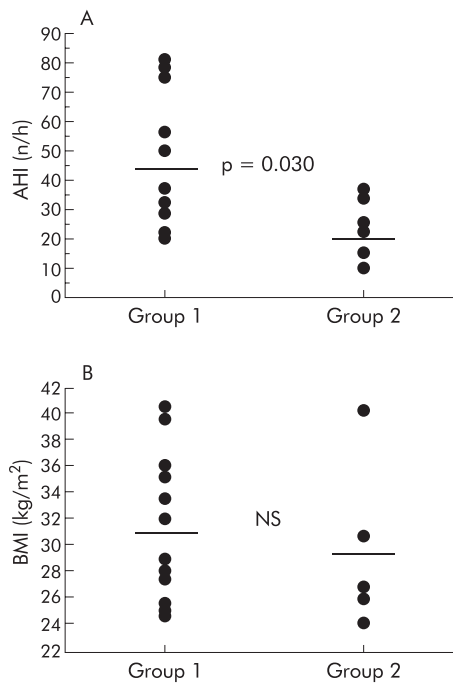 A
AHI (n/h)
90
80
70
60
50
40
30
20
10
0
p = 0.030
Group 1
Group 2
B
BMI (kg/m²)
42
40
38
36
34
32
30
28
26
24
22
NS
Group 1
Group 2